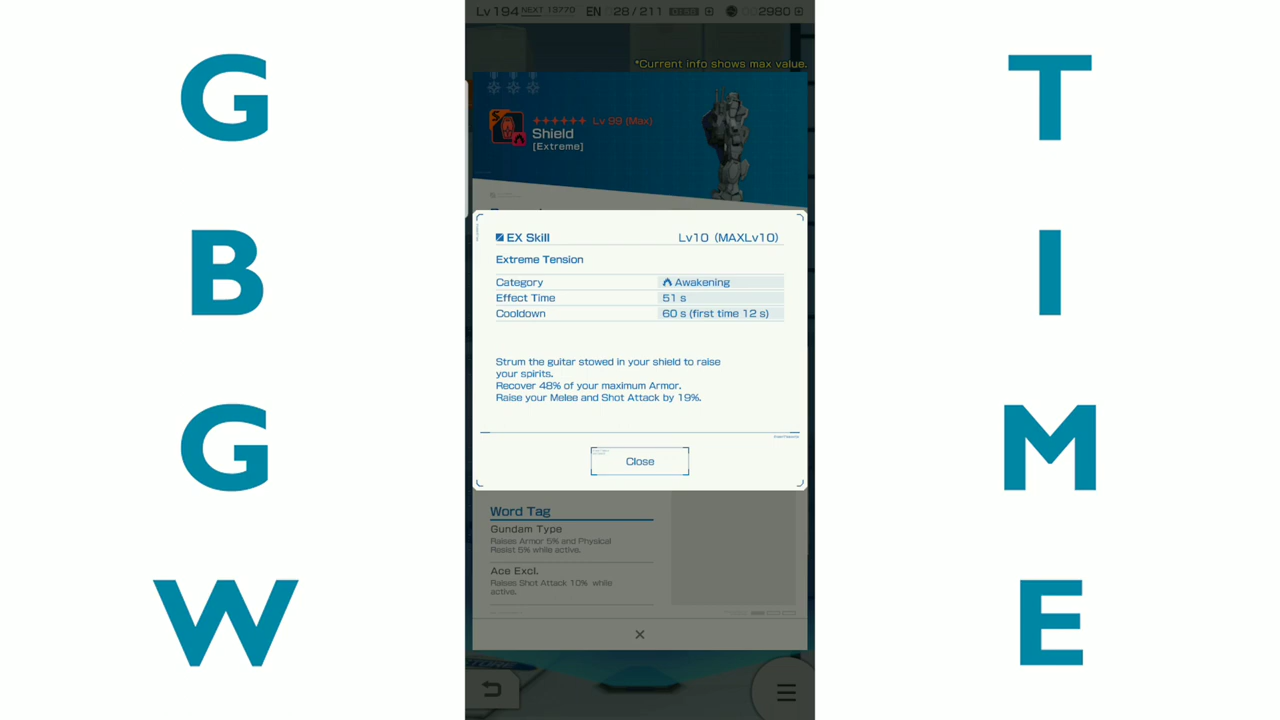 G
B
G
W
T
I
M
E
Lv 194 NEXT 13770 EN 028/211 2980
*Current info shows max value.
Lv 99 (Max)
Shield
[Extreme]
EX Skill Lv10 (MAXLv10)
Extreme Tension
Category Awakening
Effect Time 51 s
Cooldown 60 s (first time 12 s)
Strum the guitar stowed in your shield to raise
your spirits.
Recover 48% of your maximum Armor.
Raise your Melee and Shot Attack by 19%.
Close
Word Tag
Gundam Type
Raises Armor 5% and Physical
Resist 5% while active.
Ace Excl.
Raises Shot Attack 10% while
active.